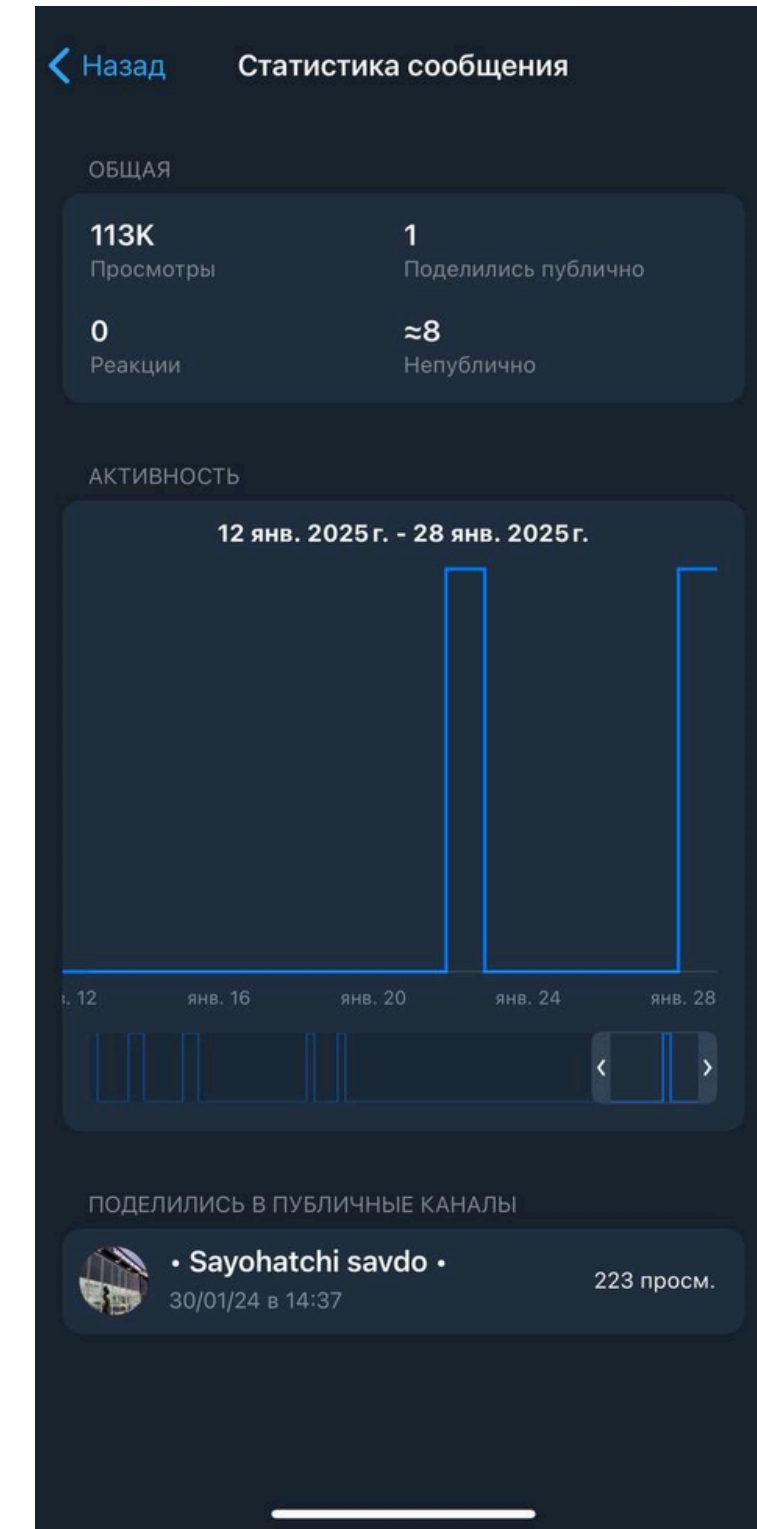 Назад Статистика сообщения
ОБЩАЯ
113K 1
Просмотры Поделились публично
0 ≈8
Реакции Непублично
АКТИВНОСТЬ
12 янв. 2025 г. - 28 янв. 2025 г.
12 янв. 16 янв. 20 янв. 24 янв. 28
ПОДЕЛИЛИСЬ В ПУБЛИЧНЫЕ КАНАЛЫ
• Sayohatchi savdo •
30/01/24 в 14:37 223 просм.